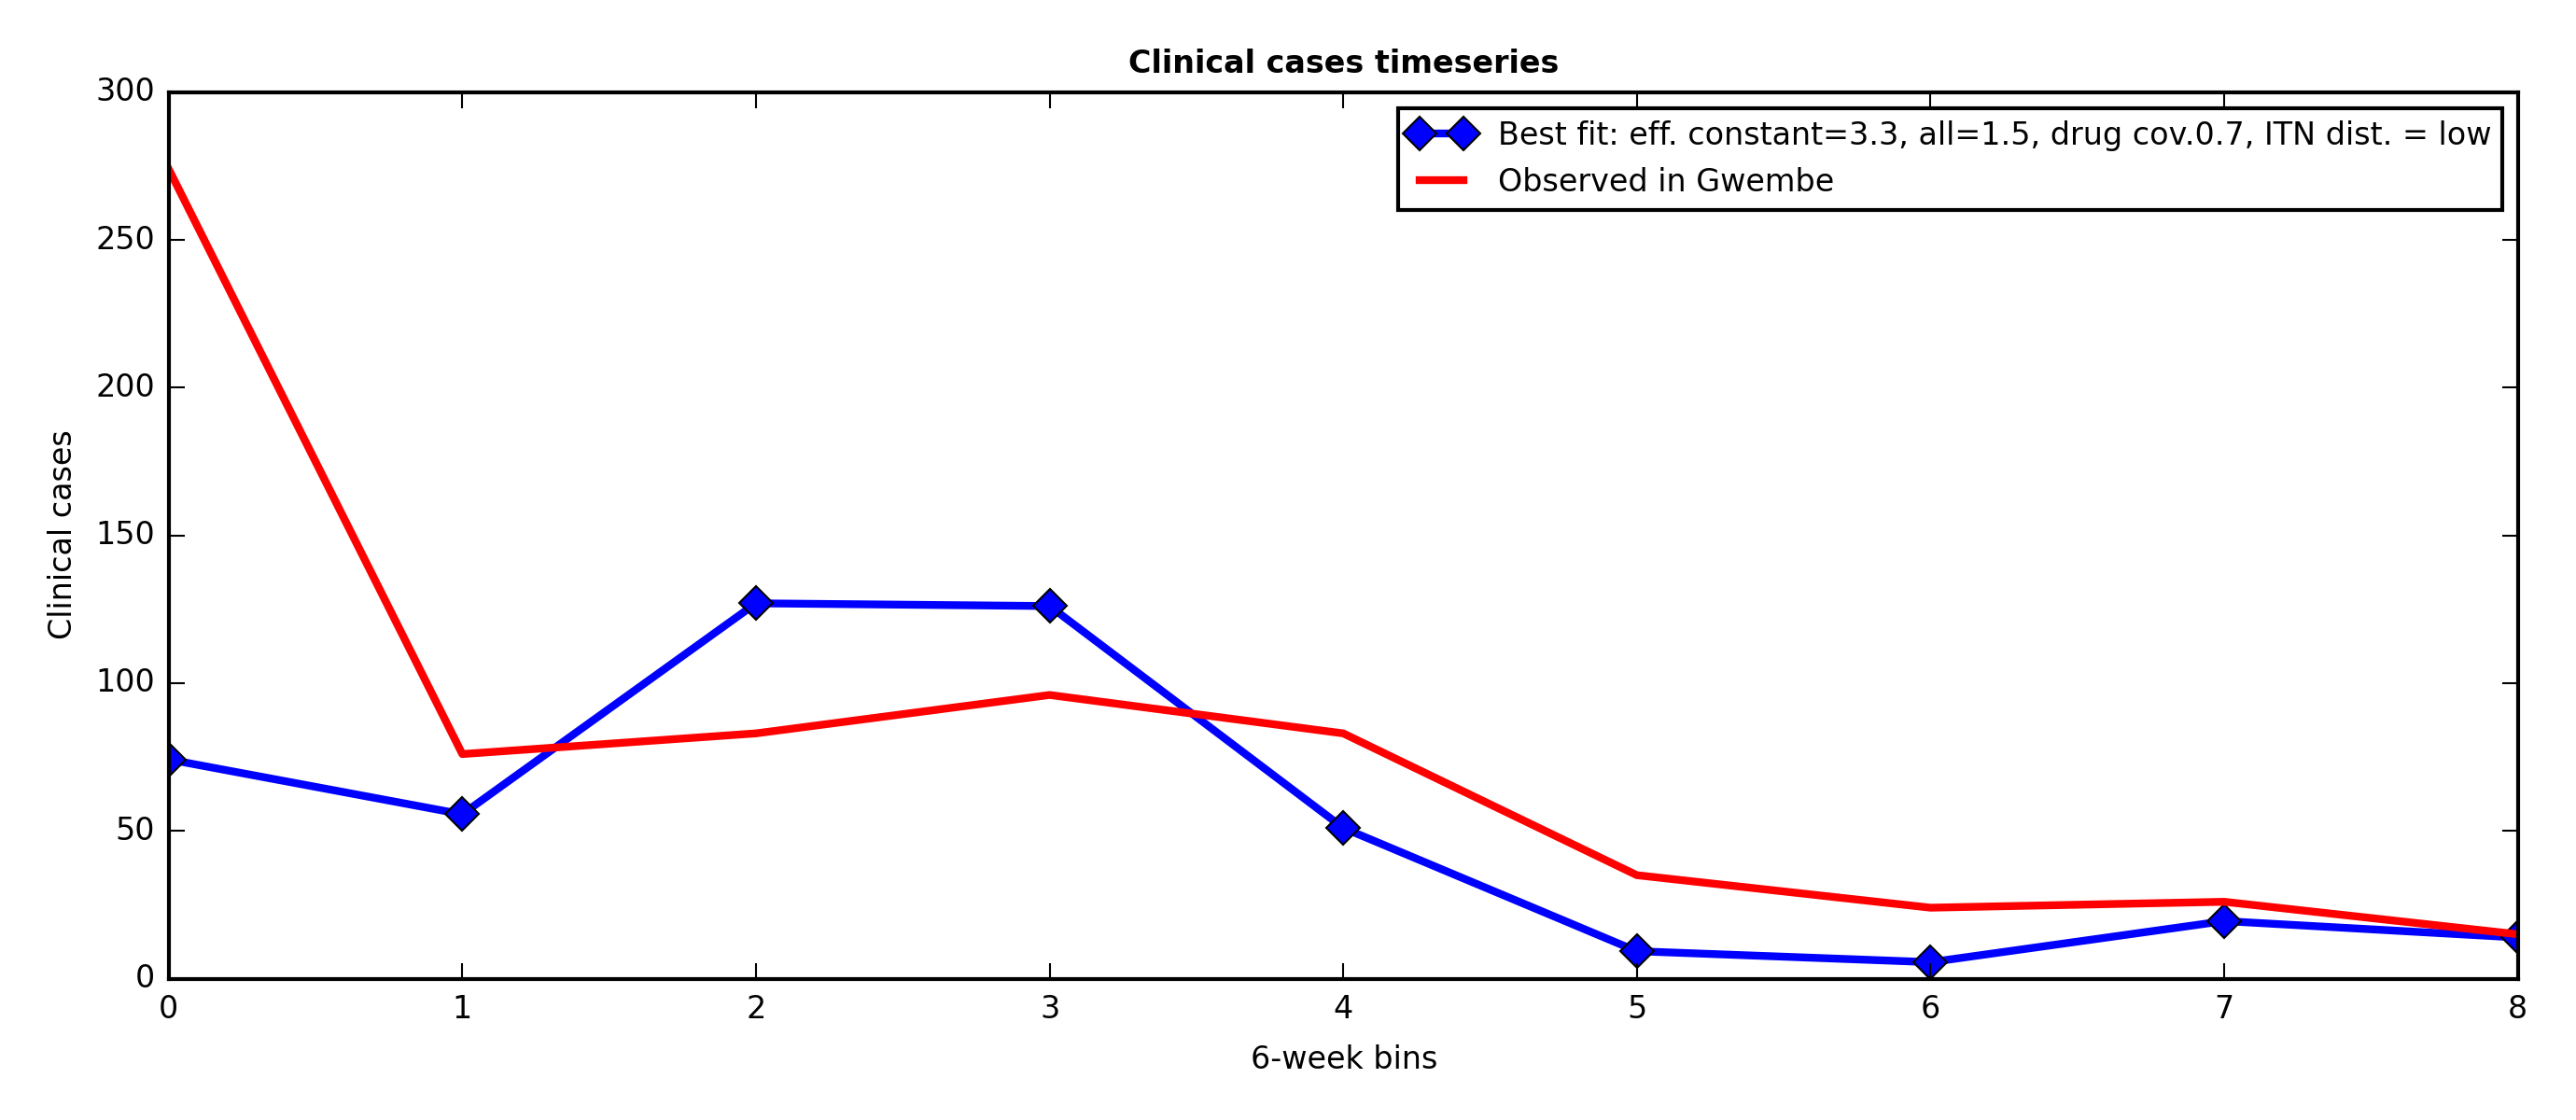 Clinical cases timeseries
300
250
200
150
100
50
0
Clinical cases
Best fit: eff. constant=3.3, all=1.5, drug cov.0.7, ITN dist. = low
Observed in Gwembe
0 1 2 3 4 5 6 7 8
6-week bins